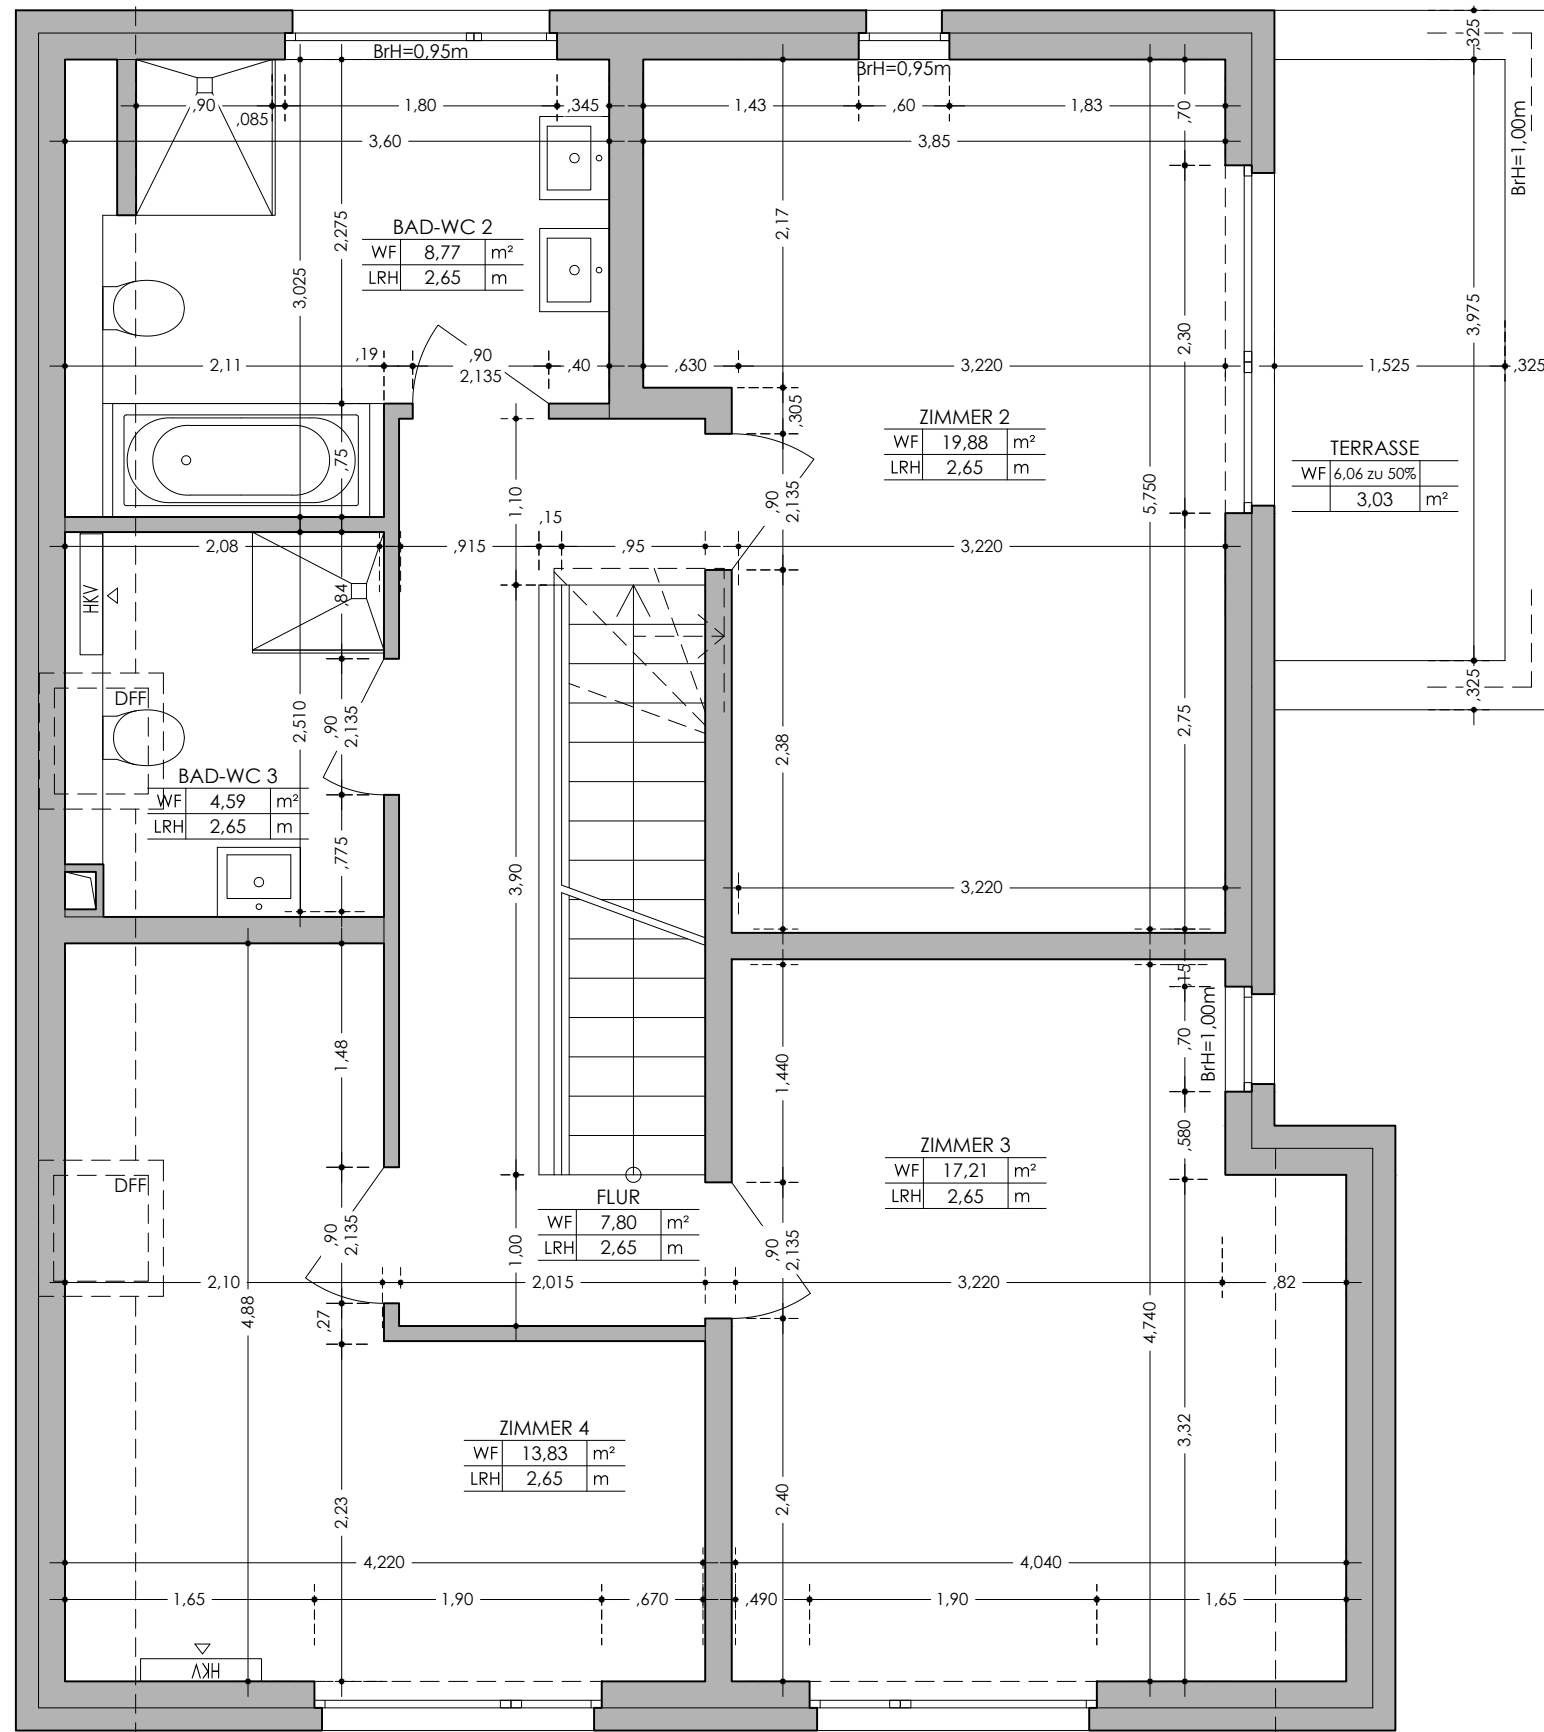 BrH=0,95m
BrH=0,95m
,325
,90
,085
1,80
,345
1,43
,60
1,83
,70
BrH=1,00m
3,60
3,85
2,275
3,025
2,17
BAD-WC 2
WF 8,77 m²
LRH 2,65 m
2,30
3,975
2,11
,19
,90
2,135
,40
,630
3,220
1,525
,325
,305
ZIMMER 2
WF 19,88 m²
LRH 2,65 m
TERRASSE
WF 6,06 zu 50%
3,03 m²
,75
1,10
,90
2,135
5,750
2,08
,915
,15
,95
3,220
HKV
,84
DFF
2,510
,90
2,135
2,38
2,75
,325
BAD-WC 3
WF 4,59 m²
LRH 2,65 m
,775
3,90
3,220
,15
,70
BrH=1,00m
1,48
1,440
,580
ZIMMER 3
WF 17,21 m²
LRH 2,65 m
DFF
FLUR
WF 7,80 m²
LRH 2,65 m
,90
2,135
1,00
,90
2,135
2,10
2,015
3,220
,82
4,88
,27
4,740
3,32
ZIMMER 4
WF 13,83 m²
LRH 2,65 m
2,23
2,40
4,220
4,040
1,65
1,90
,670
,490
1,90
1,65
HKV